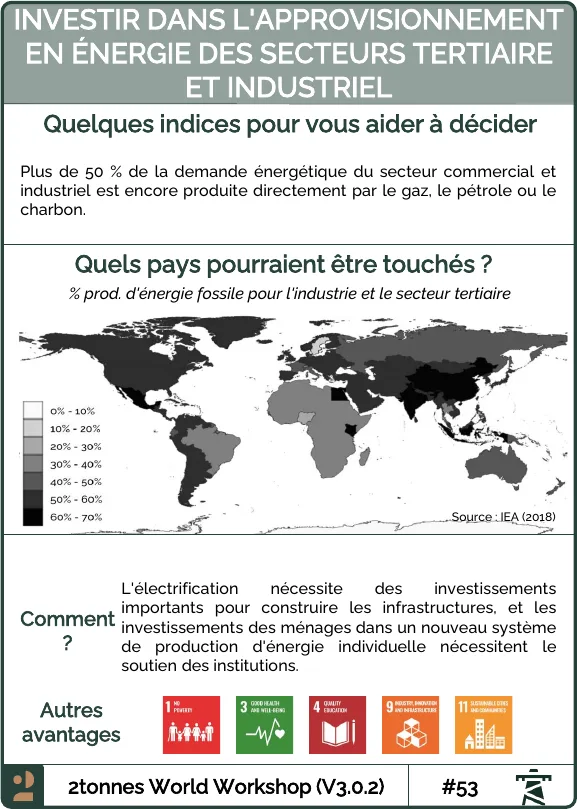 INVESTIR DANS L'APPROVISIONNEMENT
EN ÉNERGIE DES SECTEURS TERTIAIRE
ET INDUSTRIEL
Quelques indices pour vous aider à décider
Plus de 50 % de la demande énergétique du secteur commercial et
industriel est encore produite directement par le gaz, le pétrole ou le
charbon.
Quels pays pourraient être touchés ?
% prod. d'énergie fossile pour l'industrie et le secteur tertiaire
0% - 10%
10% - 20%
20% - 30%
30% - 40%
40% - 50%
50% - 60%
60% - 70%
Source : IEA (2018)
Comment
?
L'électrification nécessite des investissements
importants pour construire les infrastructures, et les
investissements des ménages dans un nouveau système
de production d'énergie individuelle nécessitent le
soutien des institutions.
Autres
avantages
1 NO
POVERTY
3 GOOD HEALTH
AND WELL-BEING
4 QUALITY
EDUCATION
9 INDUSTRY, INNOVATION
AND INFRASTRUCTURE
11 SUSTAINABLE CITIES
AND COMMUNITIES
2tonnes World Workshop (V3.0.2)
#53